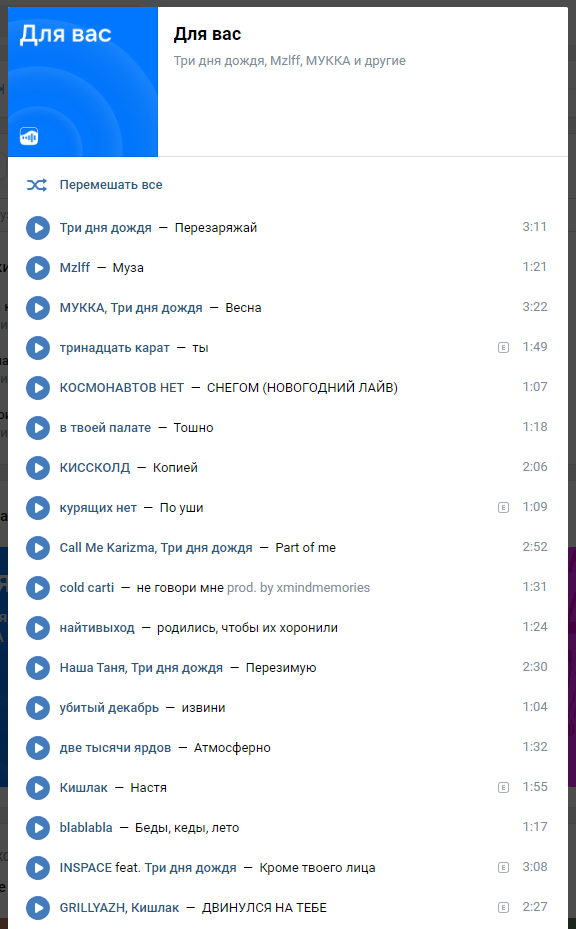 Для вас
Для вас
Три дня дождя, Mzlff, МУККА и другие
Перемешать все
Три дня дождя — Перезаряжай 3:11
Mzlff — Муза 1:21
МУККА, Три дня дождя — Весна 3:22
тринадцать карат — ты E 1:49
КОСМОНАВТОВ НЕТ — СНЕГОМ (НОВОГОДНИЙ ЛАЙВ) 1:07
в твоей палате — Тошно 1:18
КИССКОЛД — Копией 2:06
курящих нет — По уши E 1:09
Call Me Karizma, Три дня дождя — Part of me 2:52
cold carti — не говори мне prod. by xmindmemories 1:31
найтивыход — родились, чтобы их хоронили 1:24
Наша Таня, Три дня дождя — Перезимую 2:30
убитый декабрь — извини 1:04
две тысячи ярдов — Атмосферно 1:32
Кишлак — Настя E 1:55
blablabla — Беды, кеды, лето 1:17
INSPACE feat. Три дня дождя — Кроме твоего лица E 3:08
GRILLYAZH, Кишлак — ДВИНУЛСЯ НА ТЕБЕ E 2:27